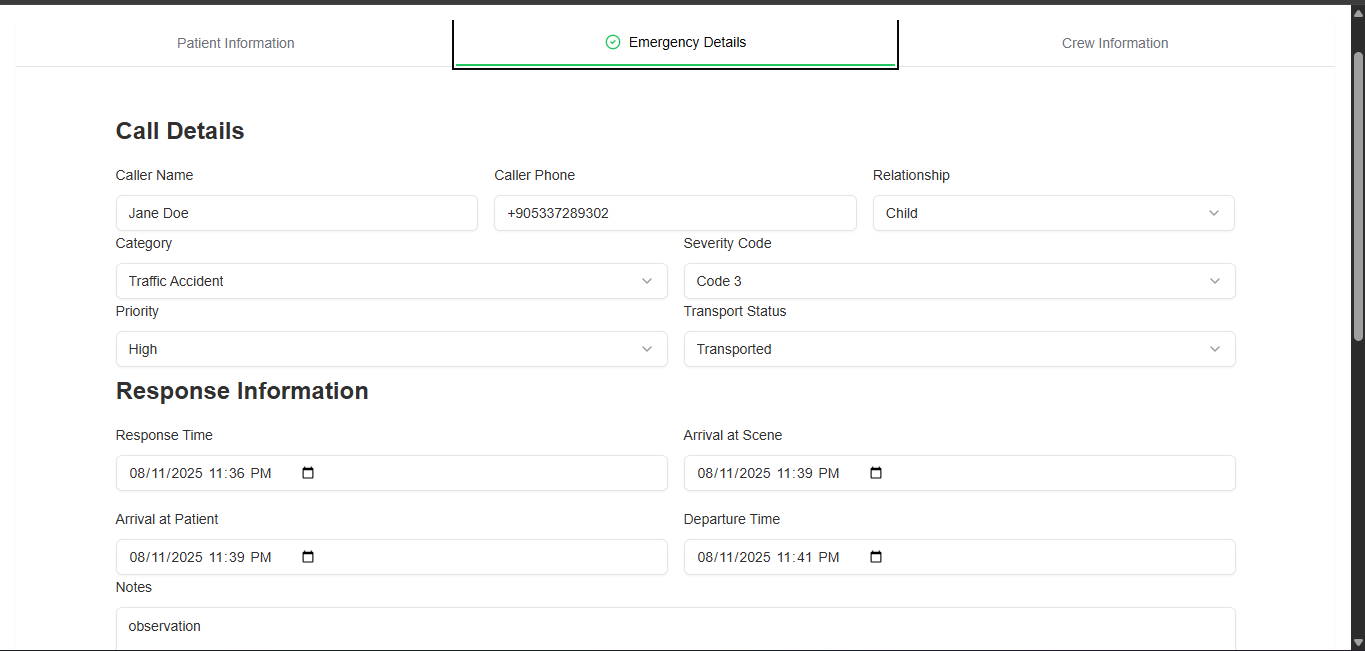 Patient Information Emergency Details Crew Information
Call Details
Caller Name Caller Phone Relationship
Jane Doe +905337289302 Child
Category Severity Code
Traffic Accident Code 3
Priority Transport Status
High Transported
Response Information
Response Time Arrival at Scene
08/11/2025 11:36 PM 08/11/2025 11:39 PM
Arrival at Patient Departure Time
08/11/2025 11:39 PM 08/11/2025 11:41 PM
Notes
observation